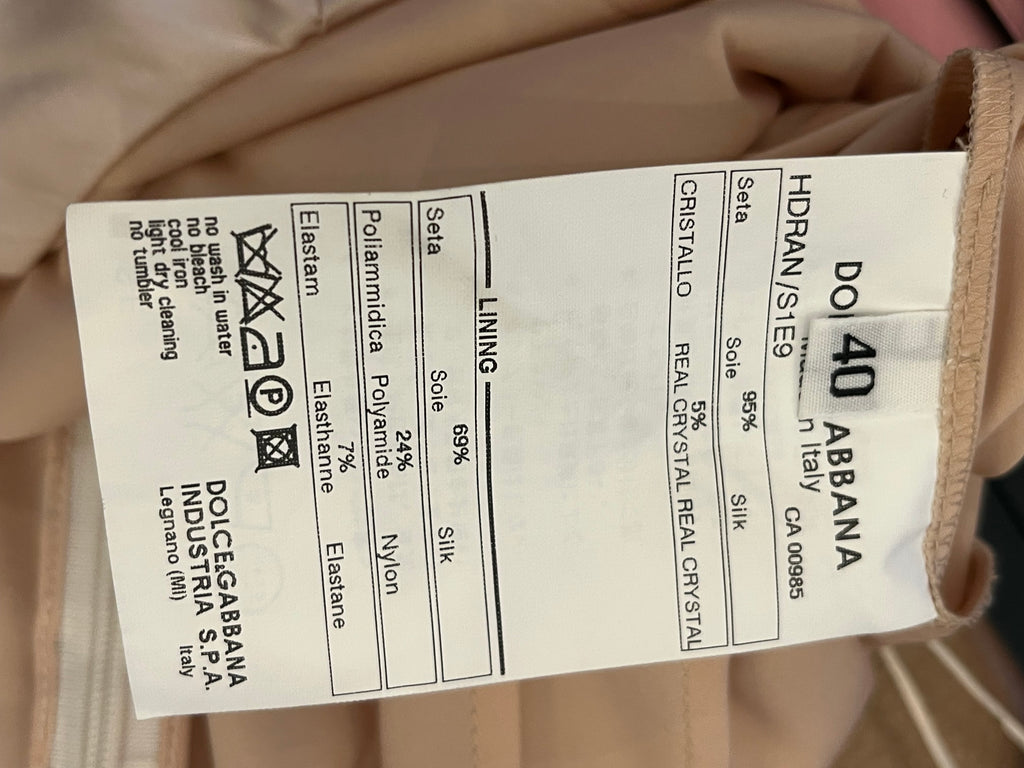 DO 40 ABBANA
n Italy CA 00985
HDRAN /S1E9
95%
Seta Soie Silk
5%
CRISTALLO REAL CRYSTAL REAL CRYSTAL
LINING
69%
Seta Soie Silk
24%
Poliammidica Polyamide Nylon
7%
Elastam Elasthanne Elastane
P
no wash in water
no bleach
cool iron
light dry cleaning
no tumbler
DOLCE&GABBANA
INDUSTRIA S.P.A.
Legnano (MI) Italy